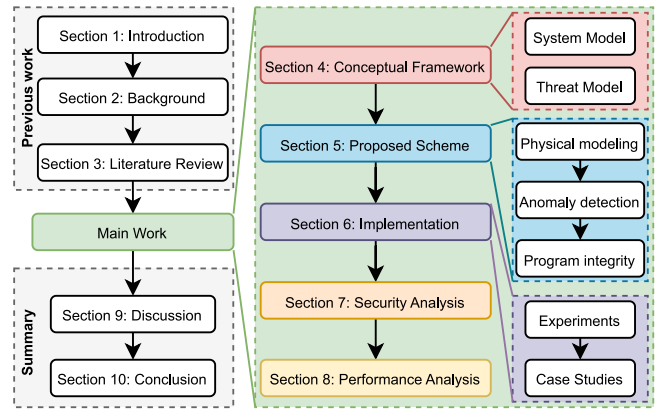 Previous work
Section 1: Introduction
Section 2: Background
Section 3: Literature Review
Main Work
Summary
Section 9: Discussion
Section 10: Conclusion
Section 4: Conceptual Framework
Section 5: Proposed Scheme
Section 6: Implementation
Section 7: Security Analysis
Section 8: Performance Analysis
System Model
Threat Model
Physical modeling
Anomaly detection
Program integrity
Experiments
Case Studies